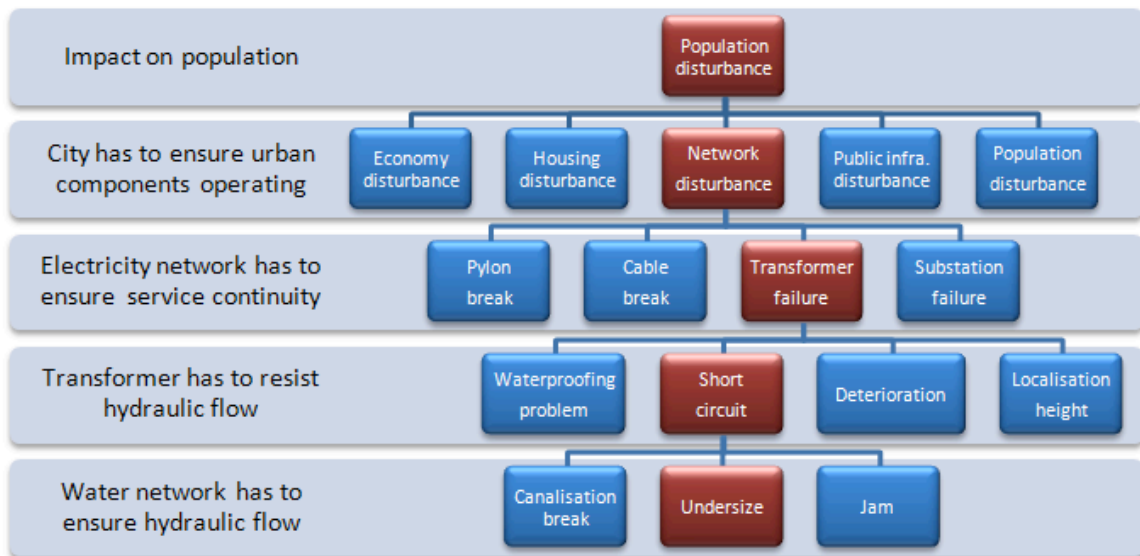 Impact on population
Population
disturbance
City has to ensure urban
components operating
Economy
disturbance
Housing
disturbance
Network
disturbance
Public infra.
disturbance
Population
disturbance
Electricity network has to
ensure service continuity
Pylon
break
Cable
break
Transformer
failure
Substation
failure
Transformer has to resist
hydraulic flow
Waterproofing
problem
Short
circuit
Deterioration
Localisation
height
Water network has to
ensure hydraulic flow
Canalisation
break
Undersize
Jam